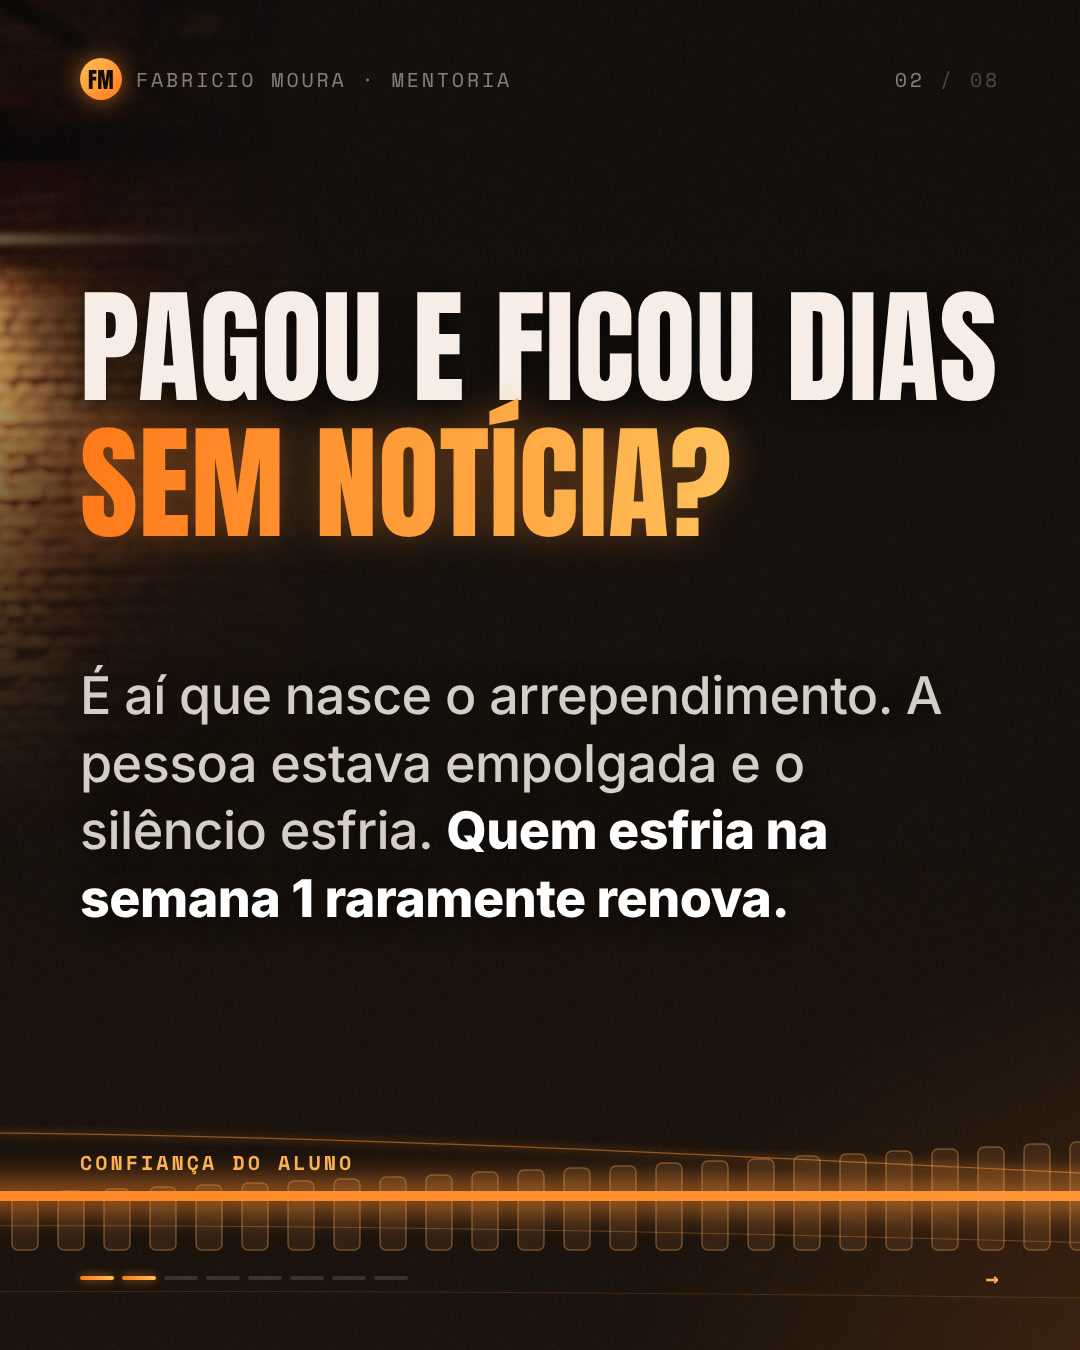 FM FABRICIO MOURA · MENTORIA 02 / 08
PAGOU E FICOU DIAS
SEM NOTÍCIA?
É aí que nasce o arrependimento. A
pessoa estava empolgada e o
silêncio esfria. Quem esfria na
semana 1 raramente renova.
CONFIANÇA DO ALUNO
→